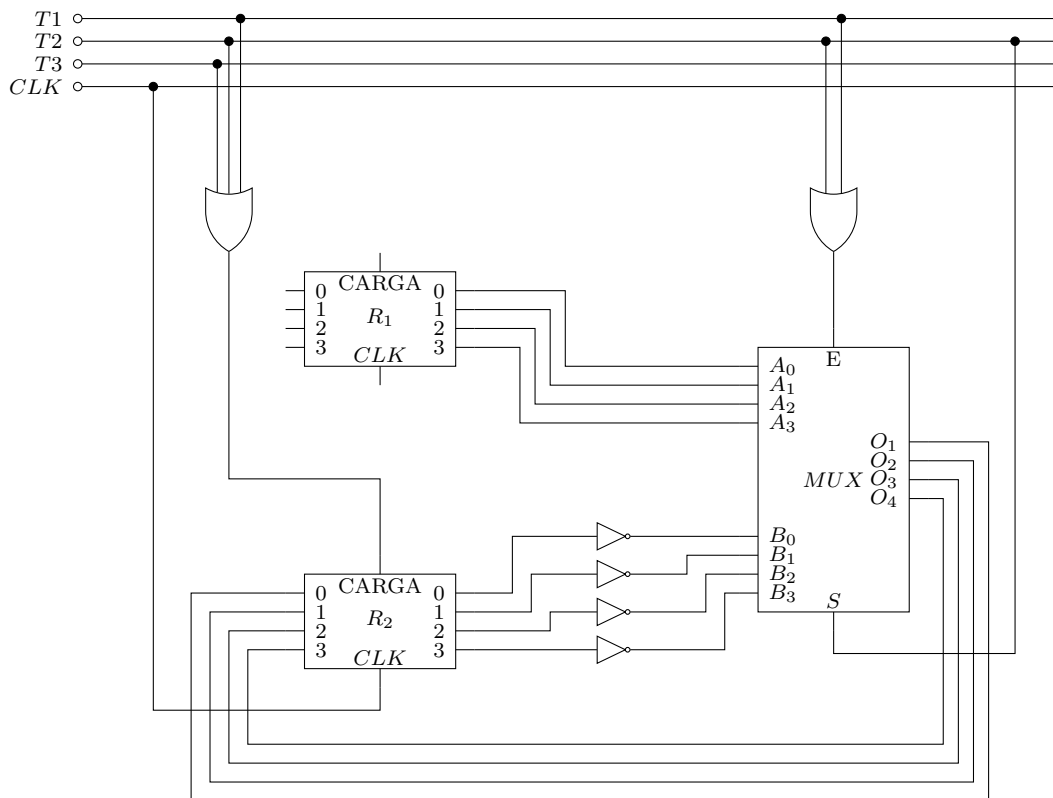 T1
T2
T3
CLK
CARGA
0 0
1 1
R1
2 2
3 3
CLK
E
A0
A1
A2
A3
O1
O2
MUX O3
O4
B0
B1
B2
B3
S
CARGA
0 0
1 1
R2
2 2
3 3
CLK